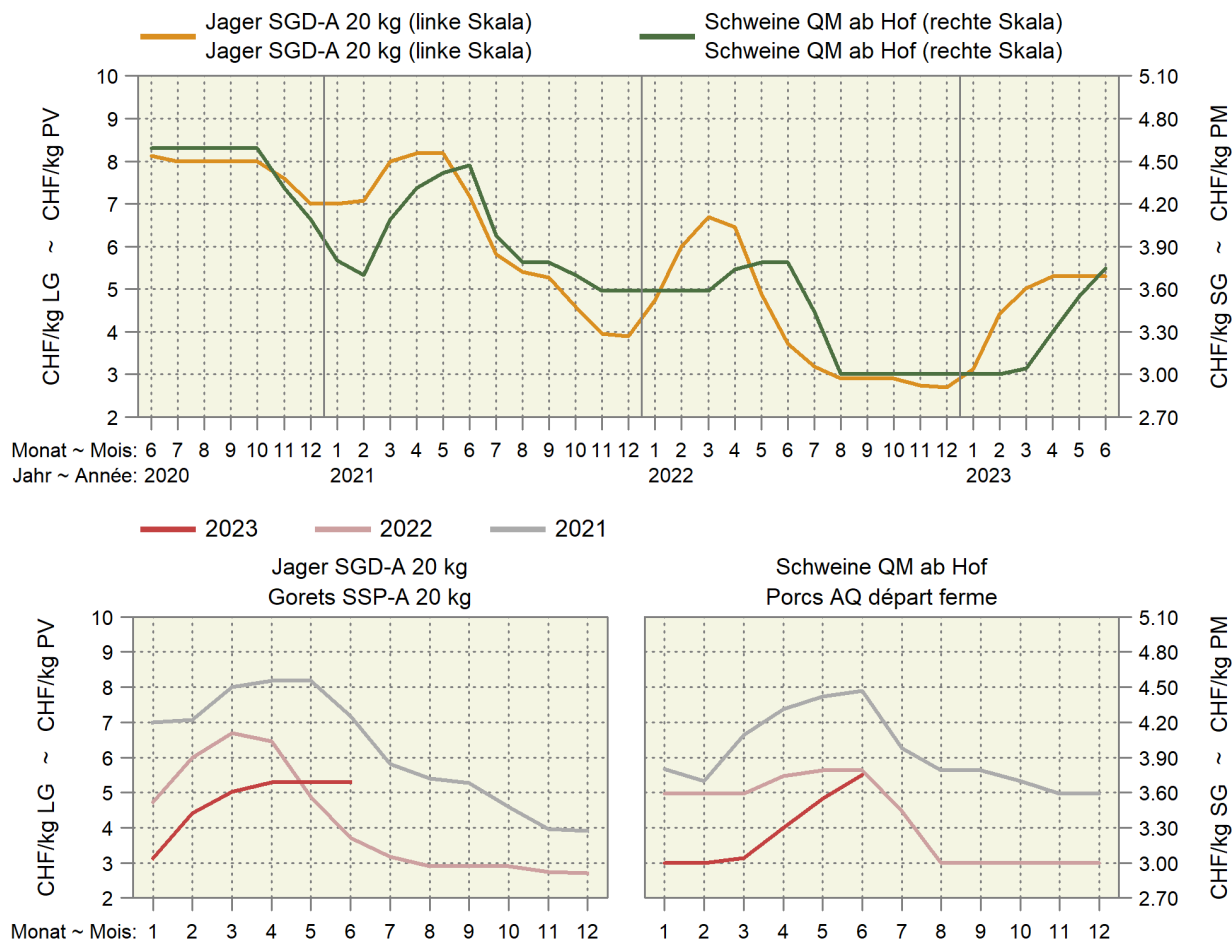 Jager SGD-A 20 kg (linke Skala)
Jager SGD-A 20 kg (linke Skala)
Schweine QM ab Hof (rechte Skala)
Schweine QM ab Hof (rechte Skala)
CHF/kg LG ~ CHF/kg PV
10
9
8
7
6
5
4
3
2
5.10
4.80
4.50
4.20
3.90
3.60
3.30
3.00
2.70
CHF/kg SG ~ CHF/kg PM
Monat ~ Mois: 6 7 8 9 10 11 12 1 2 3 4 5 6 7 8 9 10 11 12 1 2 3 4 5 6 7 8 9 10 11 12 1 2 3 4 5 6
Jahr ~ Année: 2020 2021 2022 2023
2023 2022 2021
Jager SGD-A 20 kg
Gorets SSP-A 20 kg
CHF/kg LG ~ CHF/kg PV
10
9
8
7
6
5
4
3
2
Schweine QM ab Hof
Porcs AQ départ ferme
5.10
4.80
4.50
4.20
3.90
3.60
3.30
3.00
2.70
CHF/kg SG ~ CHF/kg PM
Monat ~ Mois: 1 2 3 4 5 6 7 8 9 10 11 12 1 2 3 4 5 6 7 8 9 10 11 12